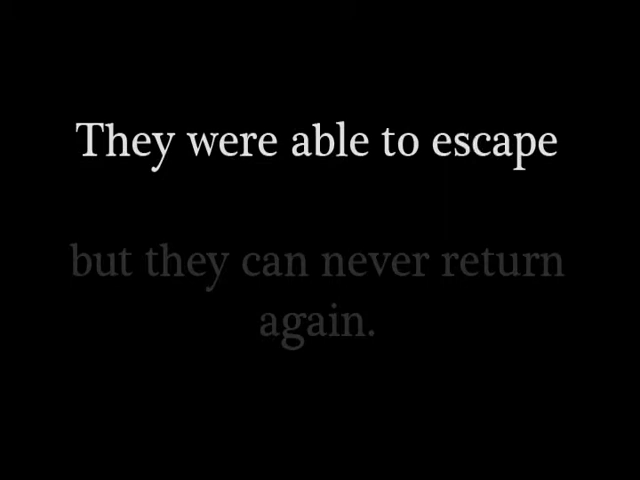 They were able to escape
but they can never return
again.